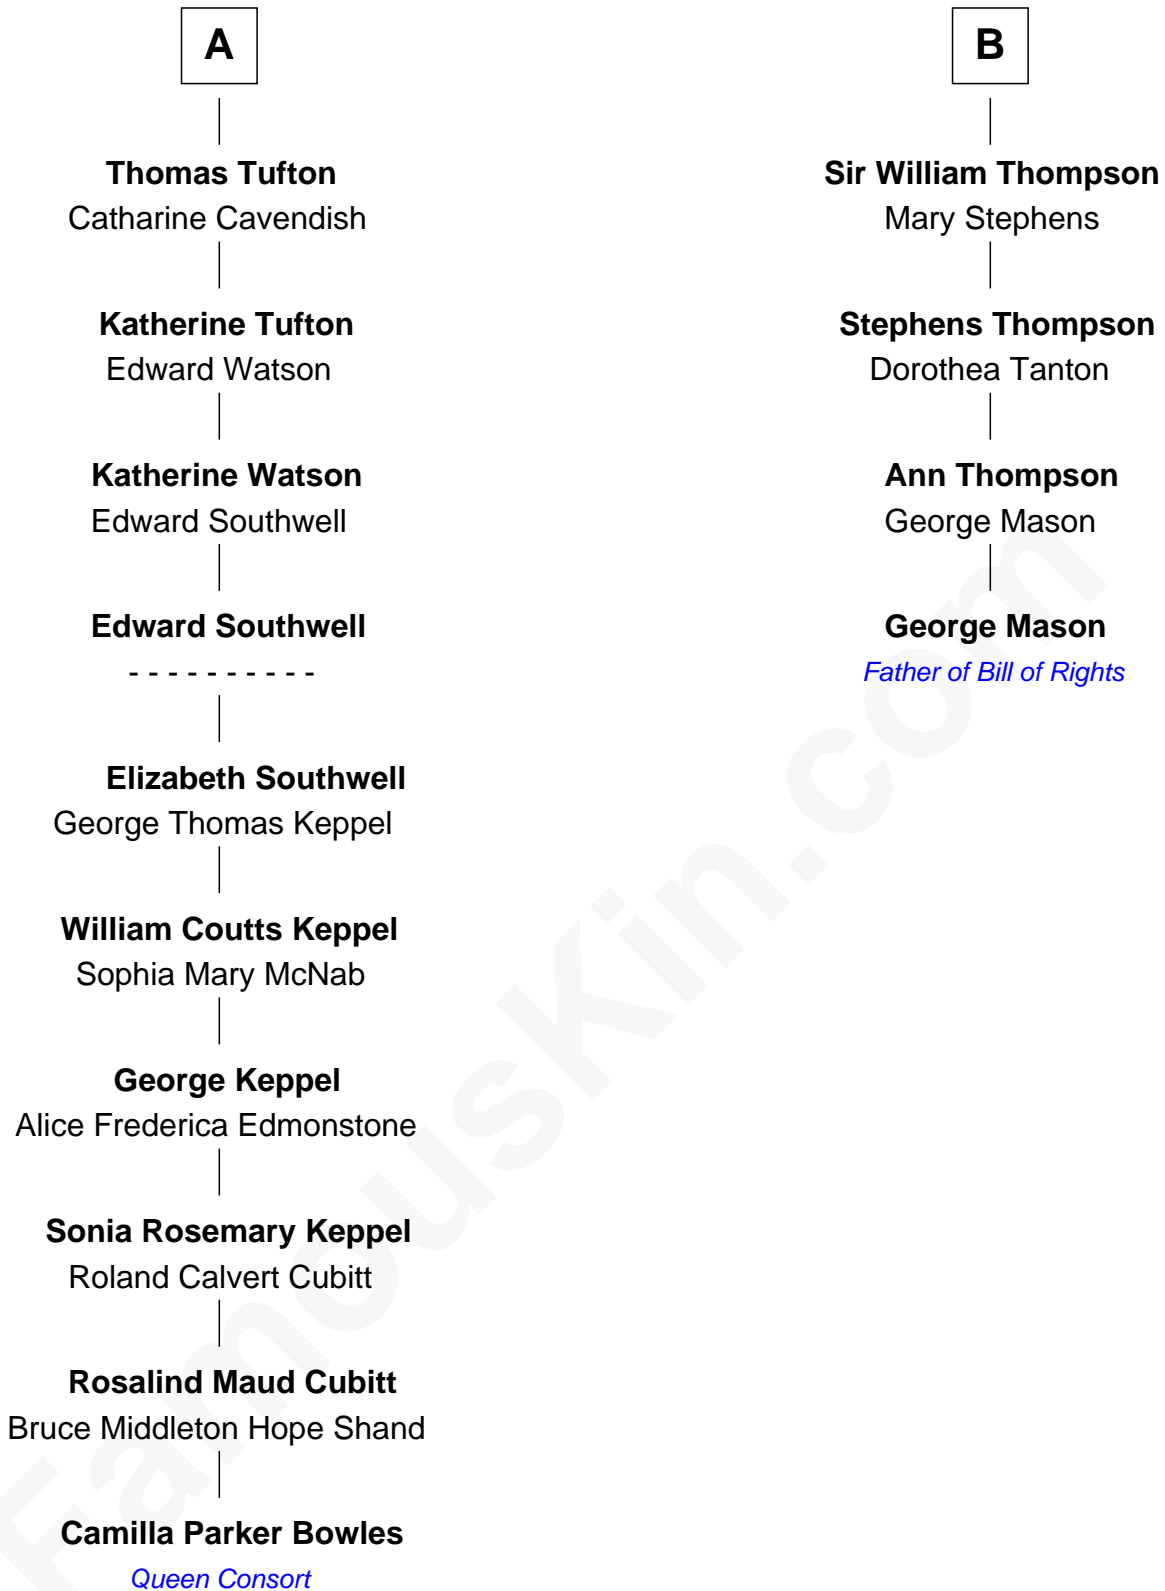 A
Thomas Tufton
Catharine Cavendish
Katherine Tufton
Edward Watson
Katherine Watson
Edward Southwell
Edward Southwell
- - - - - - - - - -
Elizabeth Southwell
George Thomas Keppel
William Coutts Keppel
Sophia Mary McNab
George Keppel
Alice Frederica Edmonstone
Sonia Rosemary Keppel
Roland Calvert Cubitt
Rosalind Maud Cubitt
Bruce Middleton Hope Shand
Camilla Parker Bowles
Queen Consort
B
Sir William Thompson
Mary Stephens
Stephens Thompson
Dorothea Tanton
Ann Thompson
George Mason
George Mason
Father of Bill of Rights
FamousKin.com